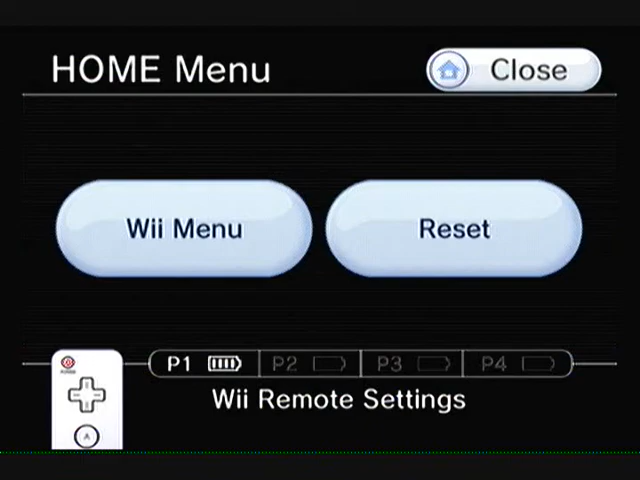 HOME Menu
Close
Wii Menu
Reset
P1
P2
P3
P4
Wii Remote Settings
A